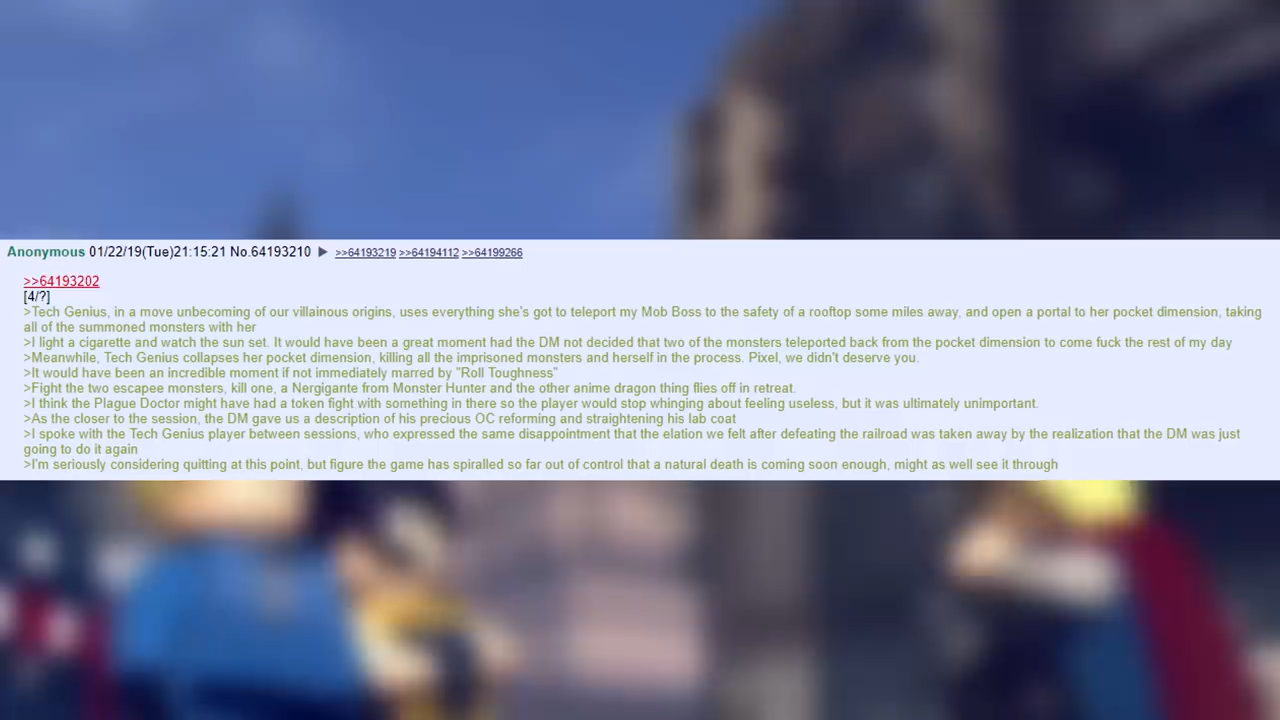 Anonymous 01/22/19(Tue)21:15:21 No.64193210 ▶ >>64193219 >>64194112 >>64199266
>>64193202
[4/?]
>Tech Genius, in a move unbecoming of our villainous origins, uses everything she's got to teleport my Mob Boss to the safety of a rooftop some miles away, and open a portal to her pocket dimension, taking
all of the summoned monsters with her
>I light a cigarette and watch the sun set. It would have been a great moment had the DM not decided that two of the monsters teleported back from the pocket dimension to come fuck the rest of my day
>Meanwhile, Tech Genius collapses her pocket dimension, killing all the imprisoned monsters and herself in the process. Pixel, we didn't deserve you.
>It would have been an incredible moment if not immediately marred by "Roll Toughness"
>Fight the two escapee monsters, kill one, a Nergigante from Monster Hunter and the other anime dragon thing flies off in retreat.
>I think the Plague Doctor might have had a token fight with something in there so the player would stop whinging about feeling useless, but it was ultimately unimportant.
>As the closer to the session, the DM gave us a description of his precious OC reforming and straightening his lab coat
>I spoke with the Tech Genius player between sessions, who expressed the same disappointment that the elation we felt after defeating the railroad was taken away by the realization that the DM was just
going to do it again
>I'm seriously considering quitting at this point, but figure the game has spiralled so far out of control that a natural death is coming soon enough, might as well see it through